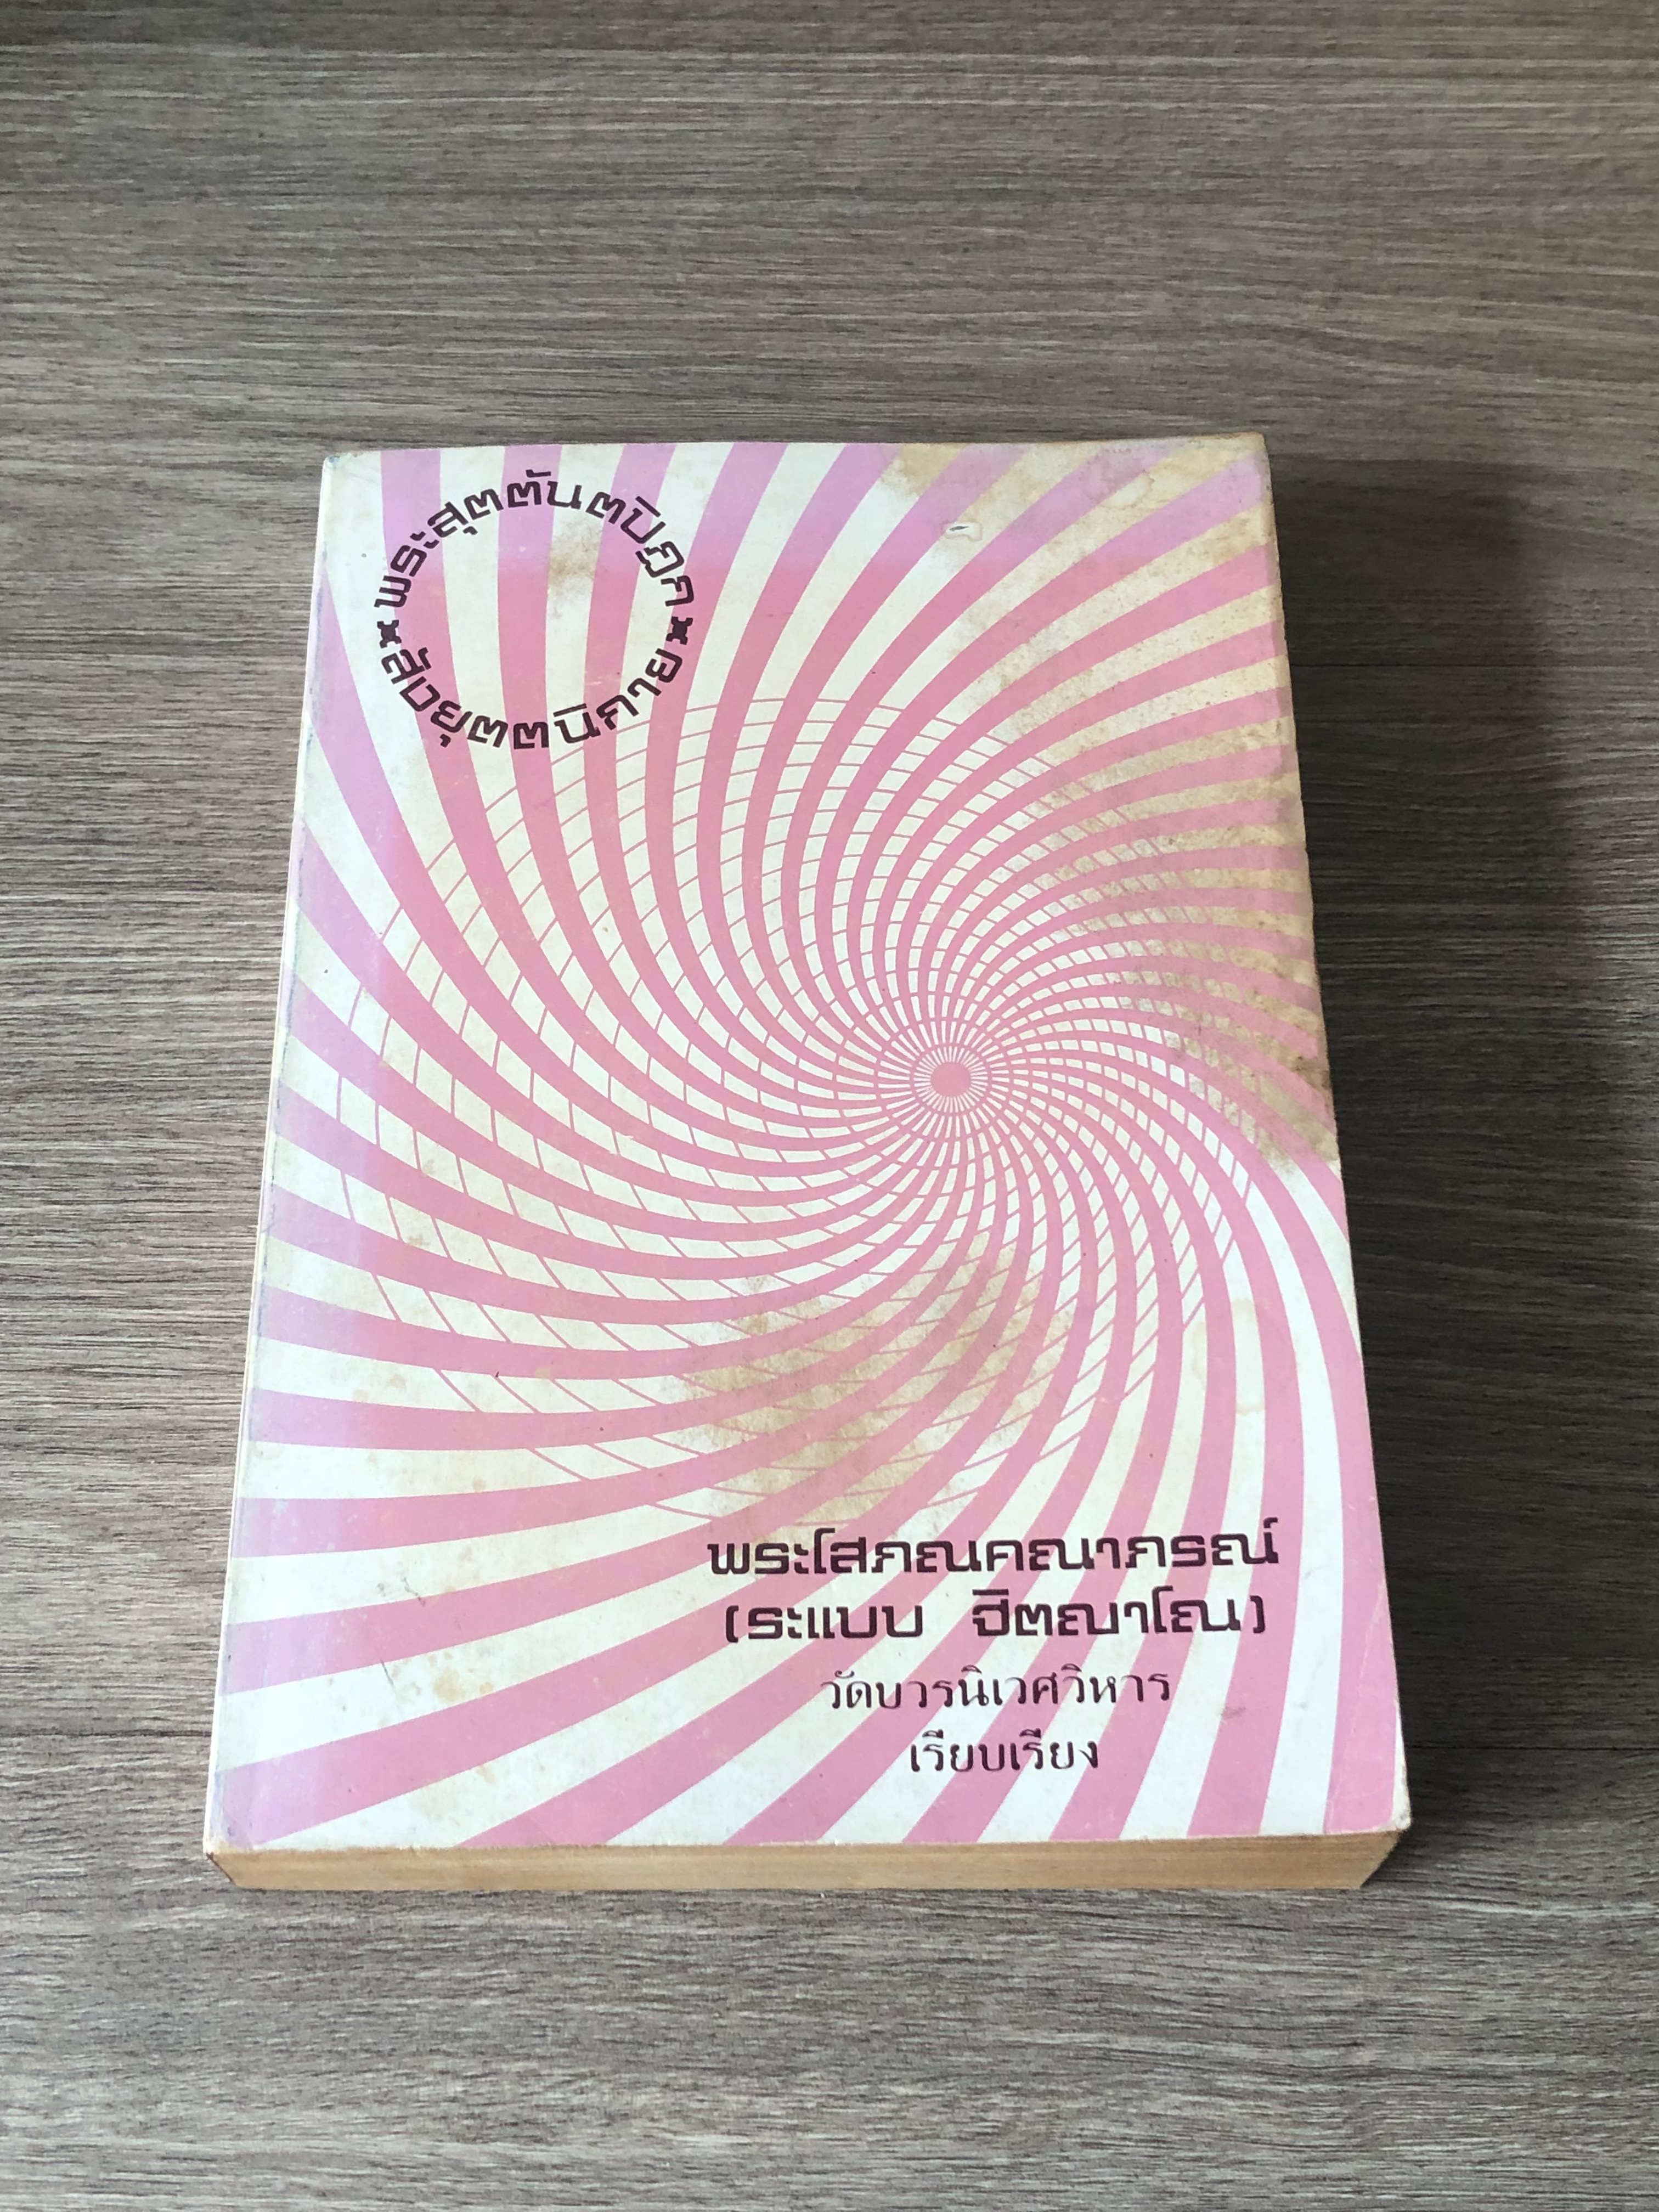 พระสุตตันตปิฎก
สังยุตตนิกาย
พระโสภณคณาภรณ์
(ระแบบ ฐิตญาโณ)
วัดบวรนิเวศวิหาร
เรียบเรียง